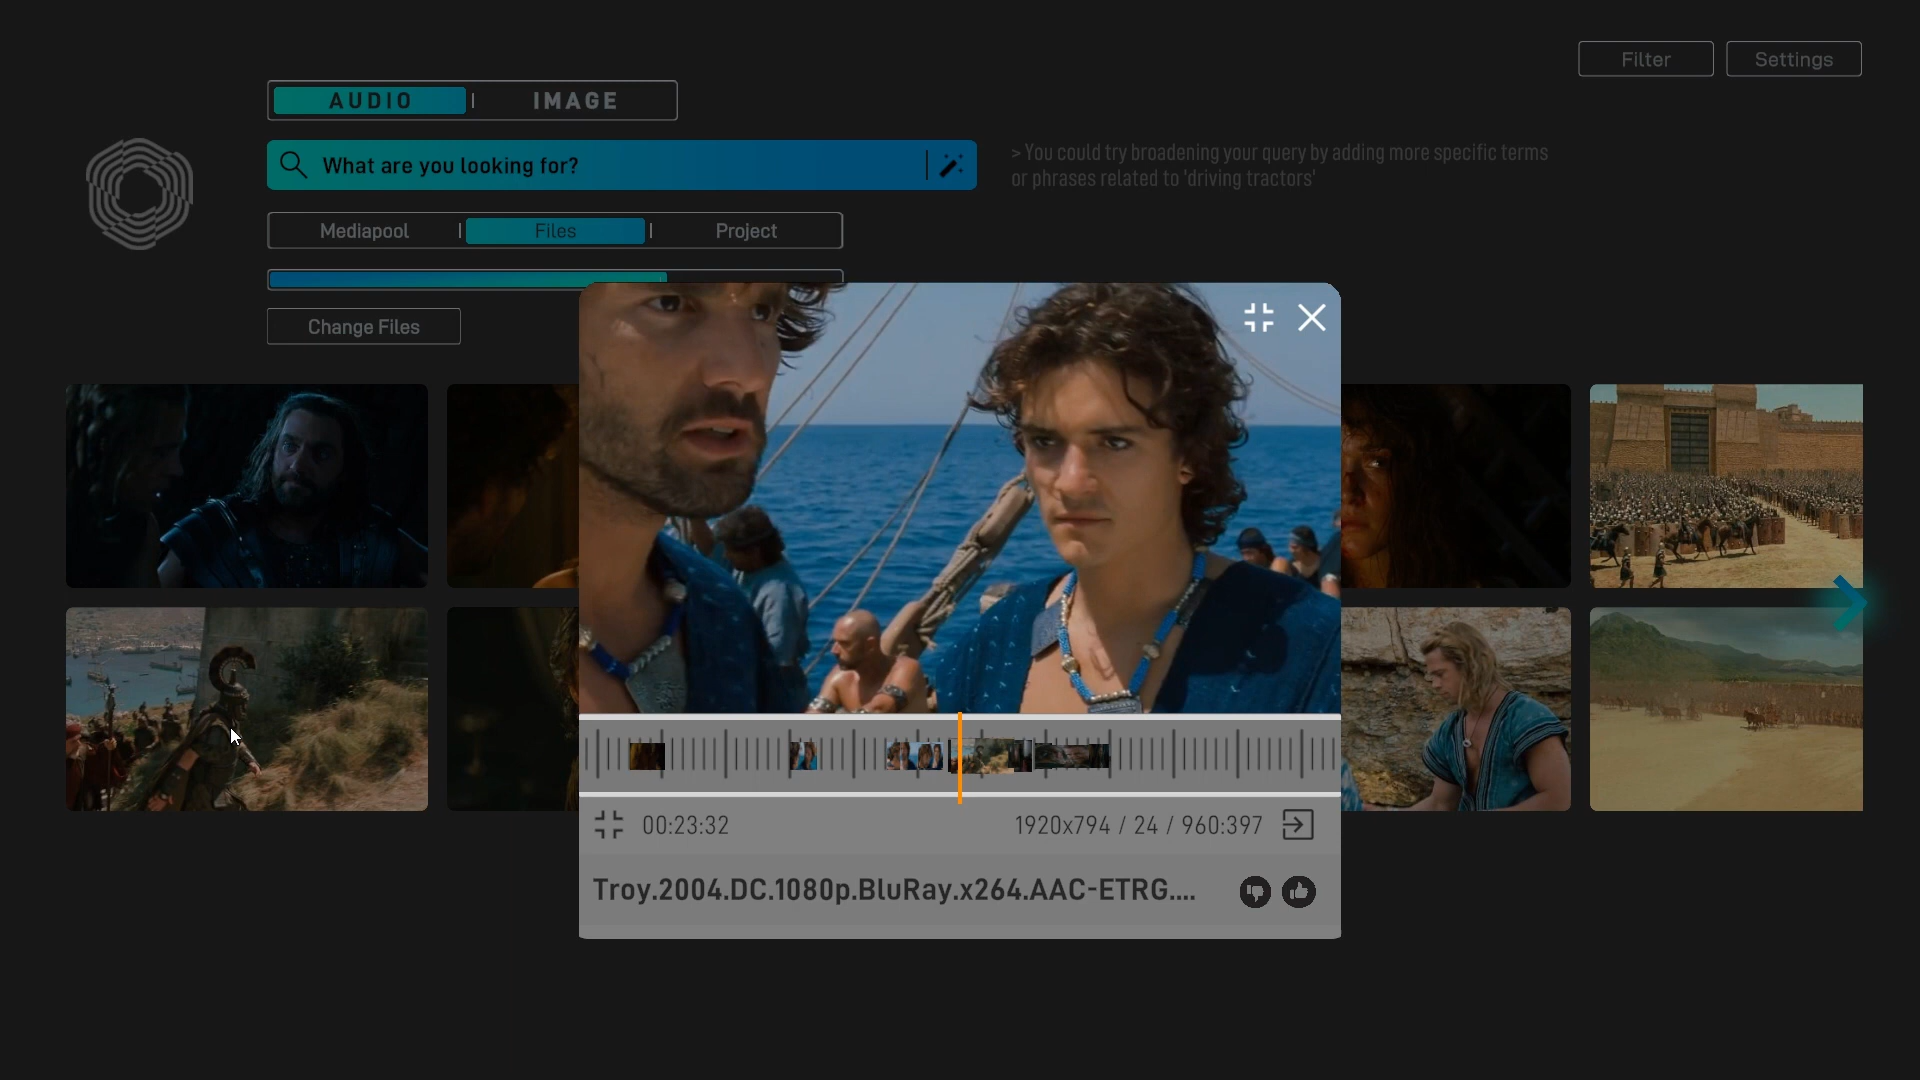 Filter
Settings
AUDIO
IMAGE
What are you looking for?
> You could try broadening your query by adding more specific terms
or phrases related to 'driving tractors'
Mediapool
Files
Project
Change Files
00:23:32
1920x794 / 24 / 960:397
Troy.2004.DC.1080p.BluRay.x264.AAC-ETRG....